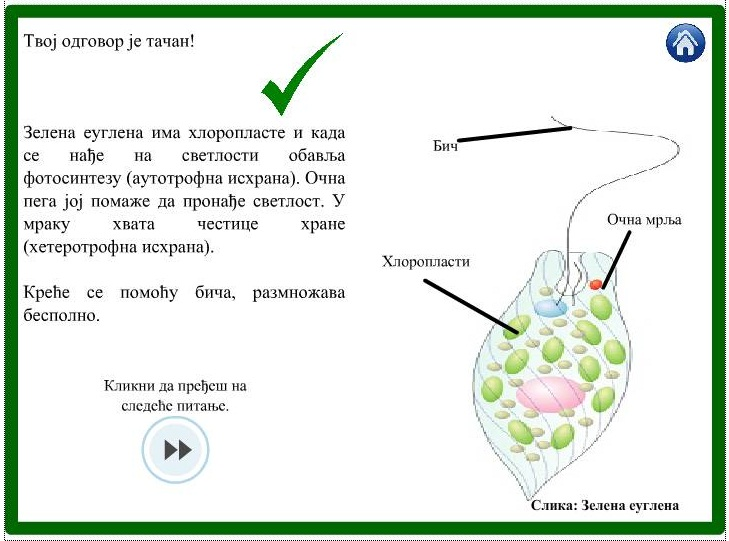 Твој одговор је тачан!
Зелена еуглена има хлоропласте и када
се нађе на светлости обавља
фотосинтезу (аутотрофна исхрана). Очна
пега јој помаже да пронађе светлост. У
мраку хвата честице хране
(хетеротрофна исхрана).
Креће се помоћу бича, размножава
бесполно.
Кликни да пређеш на
следеће питање.
Бич
Очна мрља
Хлоропласти
Слика: Зелена еуглена